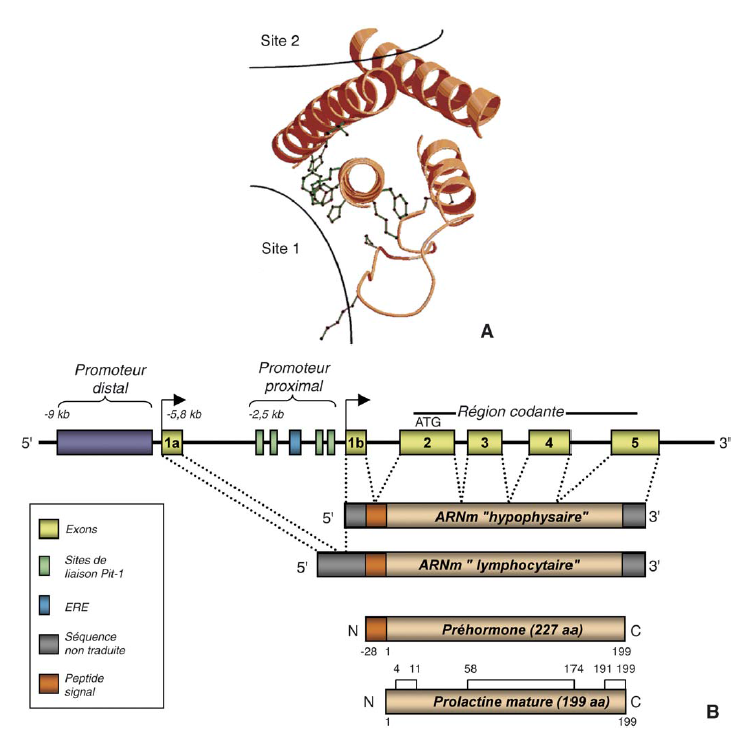 Site 2
Site 1
A
Promoteur
distal
Promoteur
proximal
-9 kb
-5,8 kb
-2,5 kb
Région codante
ATG
5'
1a
1b
2
3
4
5
3"
5'
ARNm "hypophysaire"
3'
5'
ARNm " lymphocytaire"
3'
Exons
Sites de
liaison Pit-1
ERE
Séquence
non traduite
Peptide
signal
N
Préhormone (227 aa)
C
-28
1
199
4
11
58
174
191
199
N
Prolactine mature (199 aa)
C
1
199
B